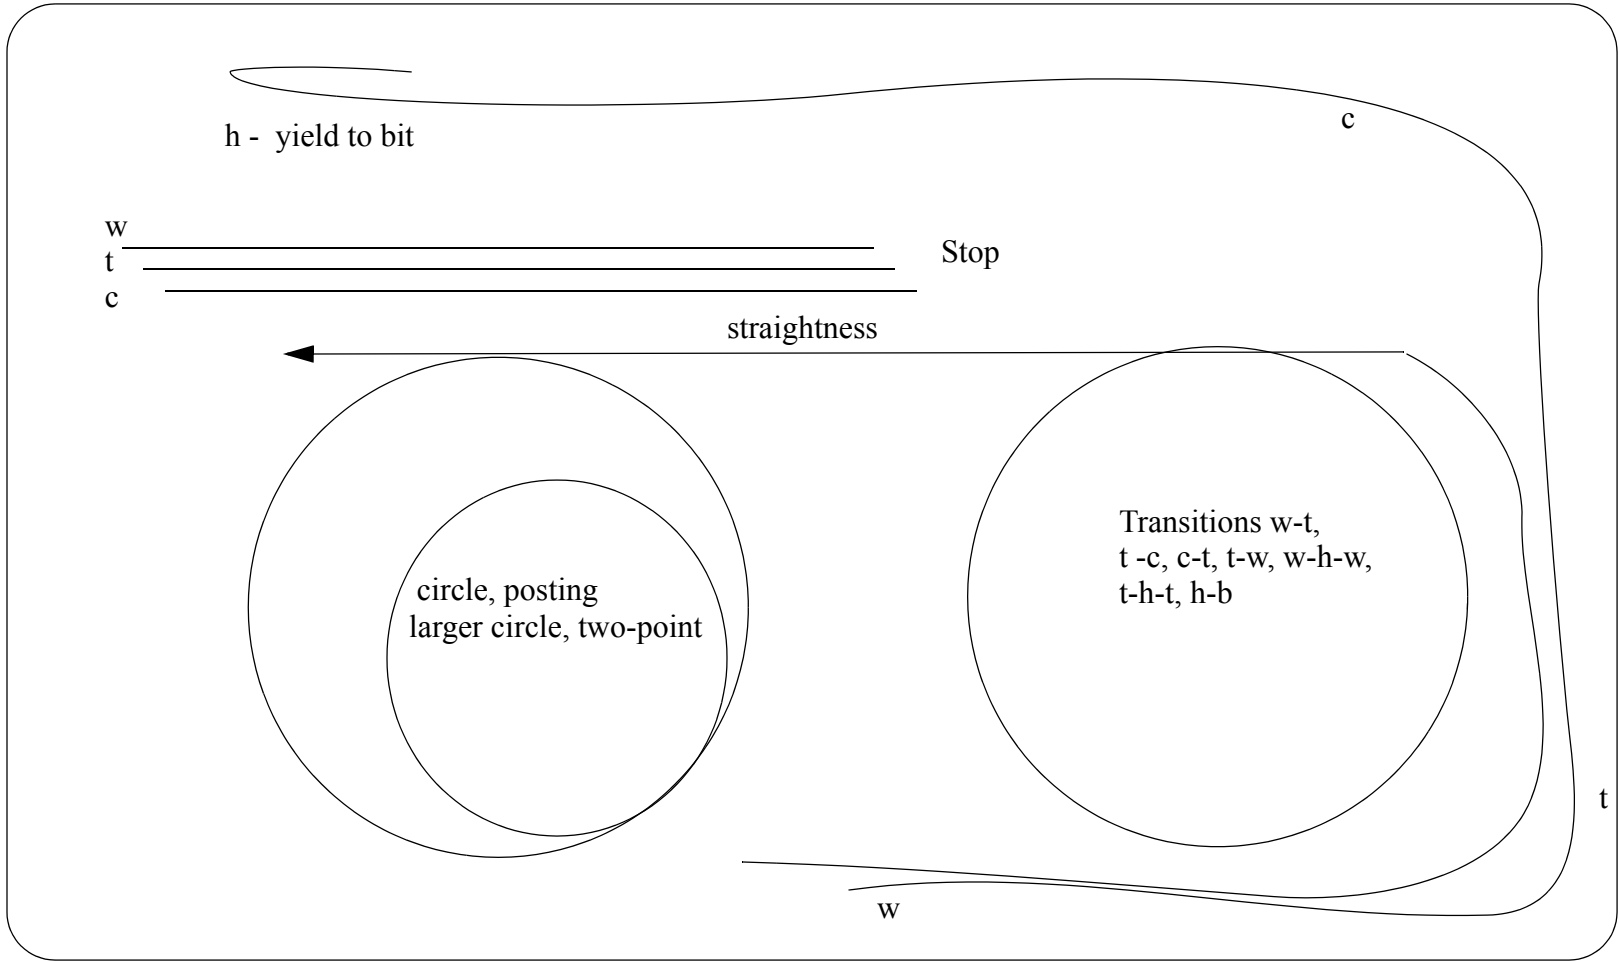 c
h - yield to bit
w
t
c
Stop
straightness
circle, posting
larger circle, two-point
Transitions w-t,
t -c, c-t, t-w, w-h-w,
t-h-t, h-b
t
w